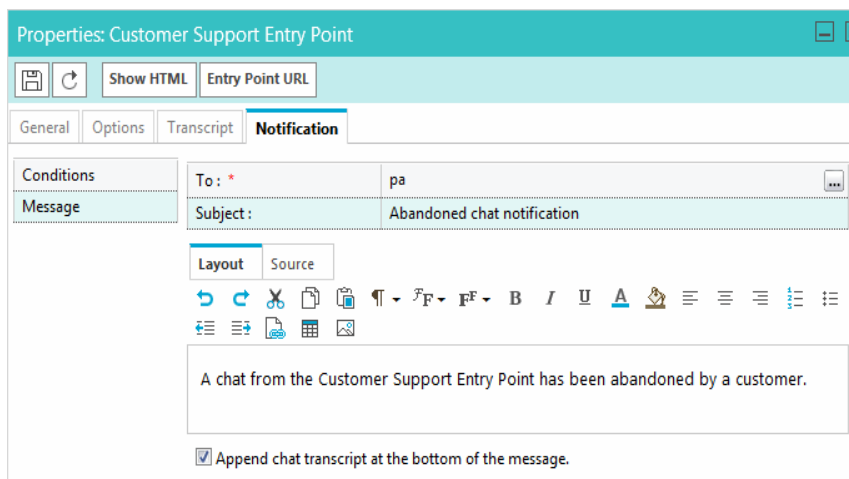 Properties: Customer Support Entry Point
Show HTML Entry Point URL
General Options Transcript Notification
Conditions
Message
To : * pa ...
Subject : Abandoned chat notification
Layout Source
¶ FF FF B I U A
A chat from the Customer Support Entry Point has been abandoned by a customer.
Append chat transcript at the bottom of the message.